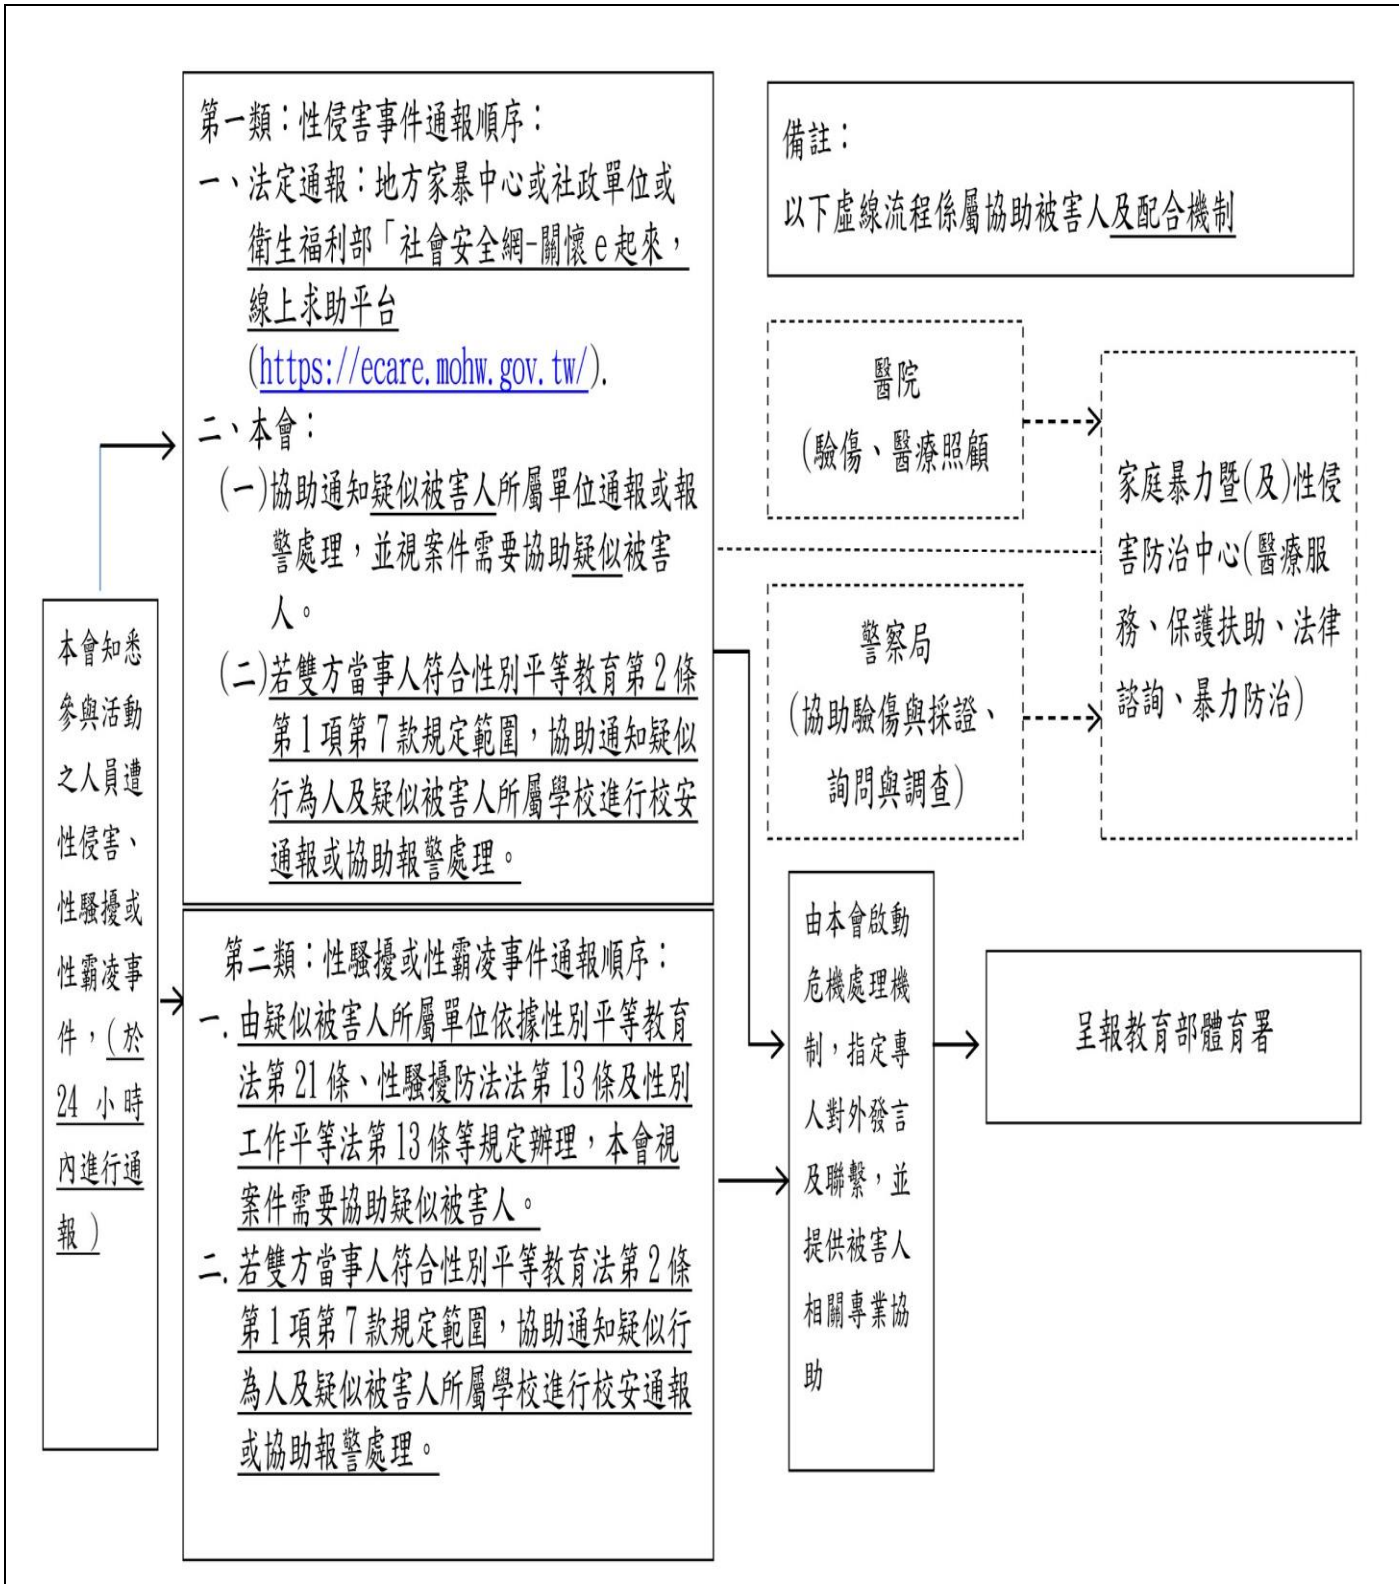 本會知悉
參與活動
之人員遭
性侵害、
性騷擾或
性霸凌事
件，(於
24 小時
內進行通
報）
第一類：性侵害事件通報順序：
一、法定通報：地方家暴中心或社政單位或
衛生福利部「社會安全網-關懷 e 起來，
線上求助平台
(https://ecare.mohw.gov.tw/).
二、本會：
(一)協助通知疑似被害人所屬單位通報或報
警處理，並視案件需要協助疑似被害
人。
(二)若雙方當事人符合性別平等教育第 2 條
第 1 項第 7 款規定範圍，協助通知疑似
行為人及疑似被害人所屬學校進行校安
通報或協助報警處理。
第二類：性騷擾或性霸凌事件通報順序：
一. 由疑似被害人所屬單位依據性別平等教育
法第 21 條、性騷擾防法法第 13 條及性別
工作平等法第 13 條等規定辦理，本會視
案件需要協助疑似被害人。
二. 若雙方當事人符合性別平等教育法第 2 條
第 1 項第 7 款規定範圍，協助通知疑似行
為人及疑似被害人所屬學校進行校安通報
或協助報警處理。
備註：
以下虛線流程係屬協助被害人及配合機制
醫院
(驗傷、醫療照顧
警察局
(協助驗傷與採證、
詢問與調查)
家庭暴力暨(及)性侵
害防治中心(醫療服
務、保護扶助、法律
諮詢、暴力防治)
由本會啟動
危機處理機
制，指定專
人對外發言
及聯繫，並
提供被害人
相關專業協
助
呈報教育部體育署